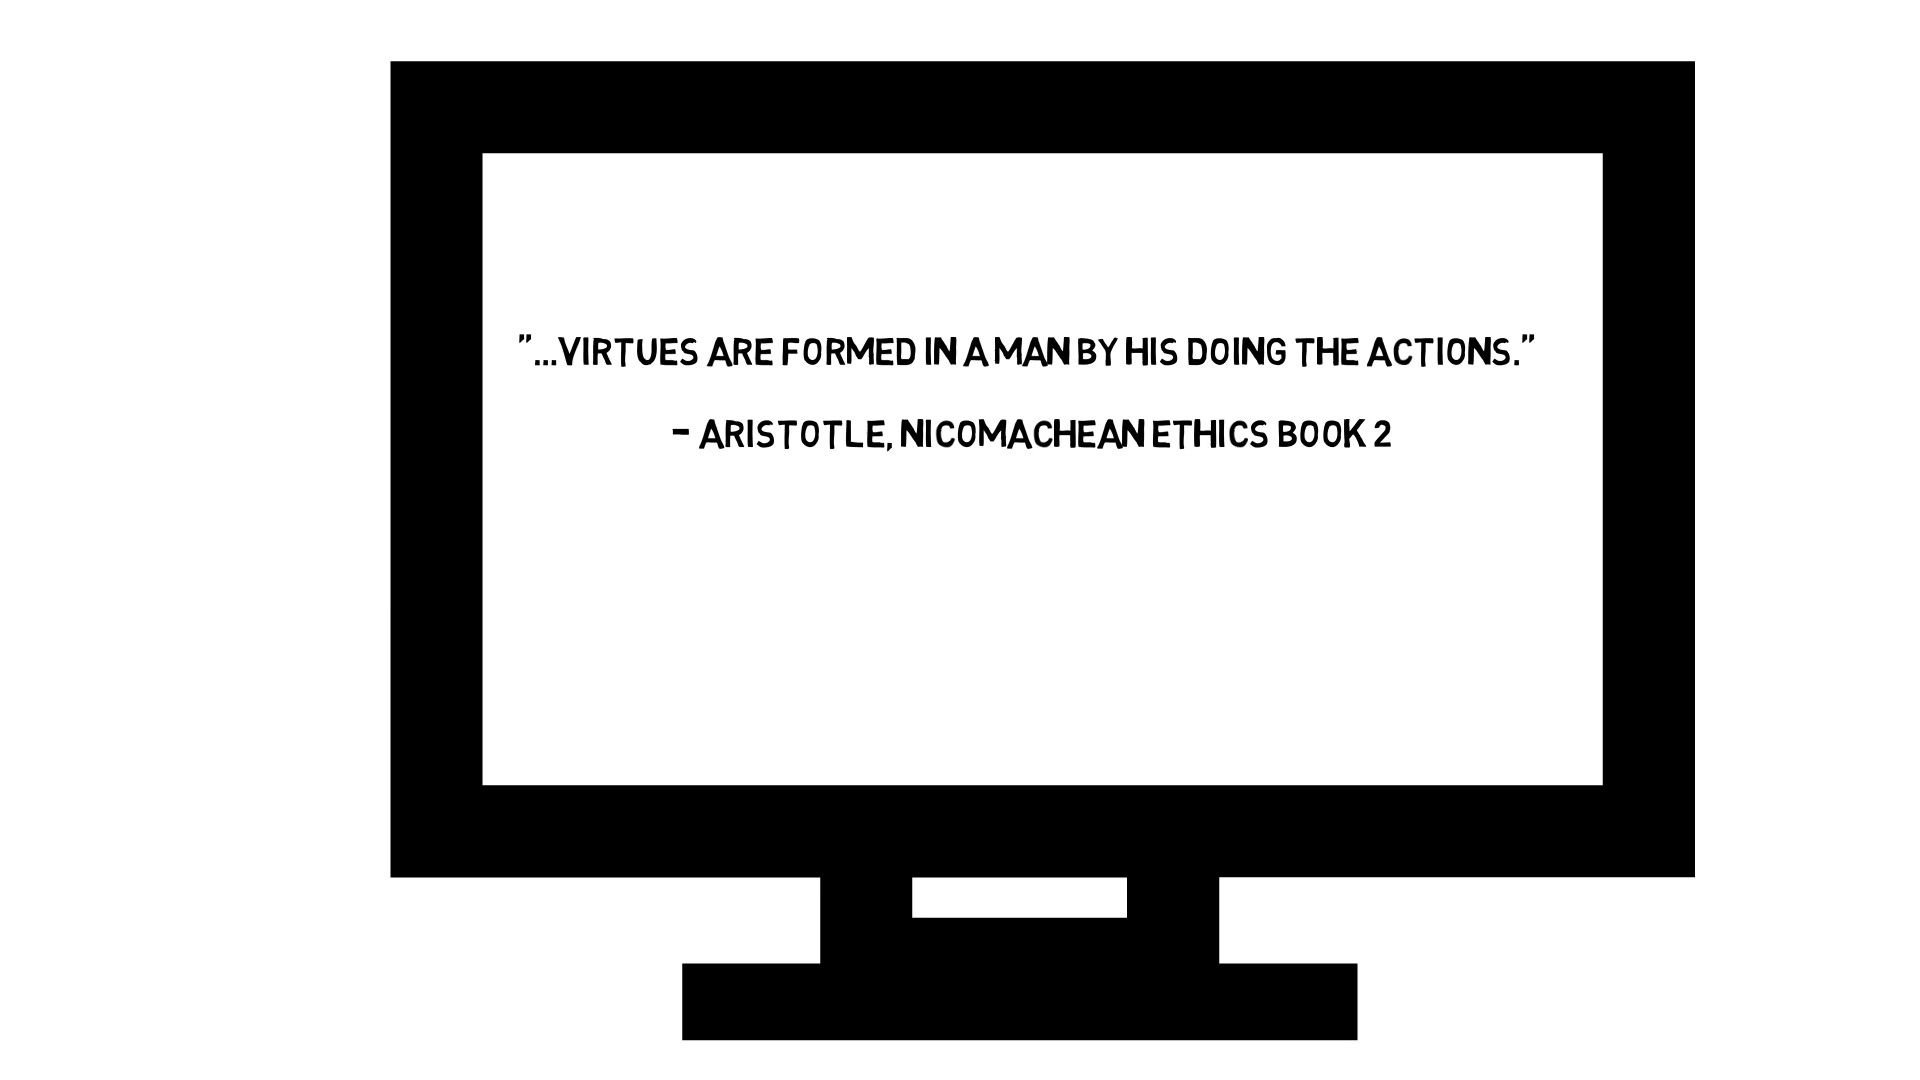 ”...VIRTUES ARE FORMED IN A MAN BY HIS DOING THE ACTIONS.”
- ARISTOTLE, NICOMACHEAN ETHICS BOOK 2